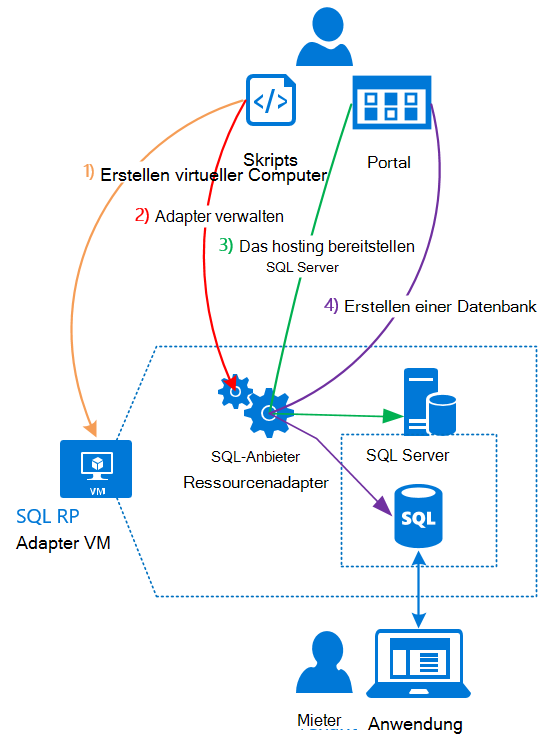 </>
Skripts
Portal
1) Erstellen virtueller Computer
2) Adapter verwalten
3) Das hosting bereitstellen
SQL Server
4) Erstellen einer Datenbank
SQL-Anbieter
Ressourcenadapter
SQL Server
VM
SQL
SQL RP
Adapter VM
Mieter
Anwendung